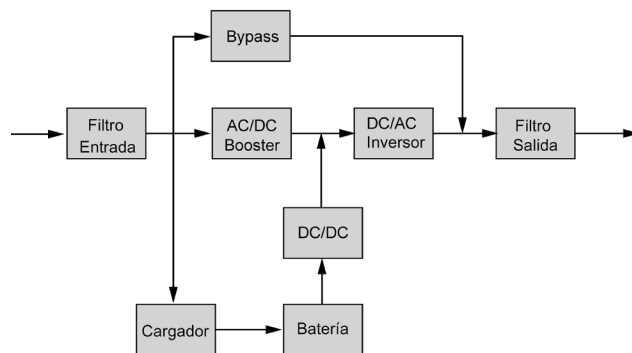 Bypass
Filtro
Entrada
AC/DC
Booster
DC/AC
Inversor
Filtro
Salida
DC/DC
Cargador
Batería